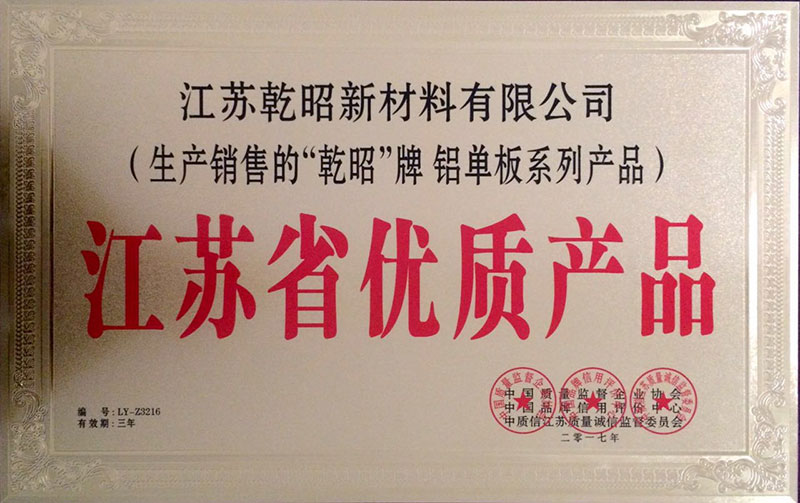 江苏乾昭新材料有限公司
（生产销售的“乾昭”牌 铝单板系列产品）
江苏省优质产品
编 号：LY-Z3216
有效期：三年
中国质量监督企业协会
中国品牌信用评价中心
中质信江苏质量诚信监督委员会
二零一七年